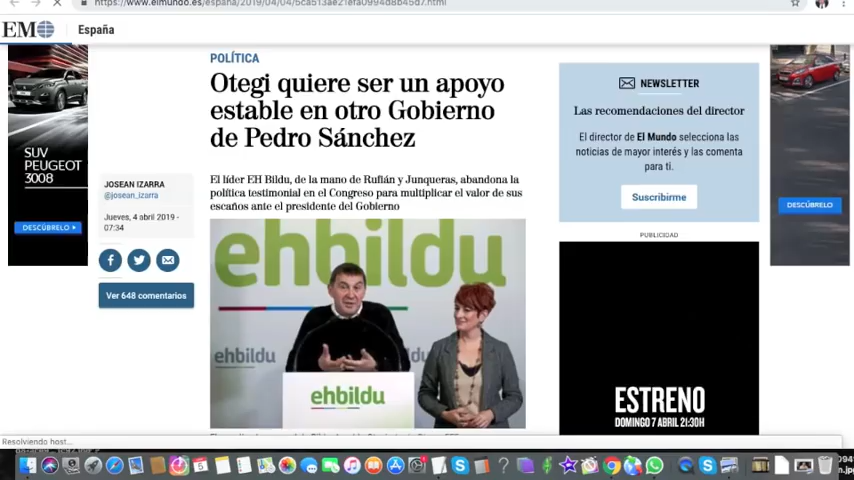 https://www.elmundo.es/espana/2019/04/04/5ca513ae21efa0994d8b45d7.html
EM
España
SUV
PEUGEOT
3008
DESCÚBRELO
JOSEAN IZARRA
@josean_izarra
Jueves, 4 abril 2019 -
07:34
Ver 648 comentarios
POLÍTICA
Otegi quiere ser un apoyo
estable en otro Gobierno
de Pedro Sánchez
El líder EH Bildu, de la mano de Rufián y Junqueras, abandona la
política testimonial en el Congreso para multiplicar el valor de sus
escaños ante el presidente del Gobierno
ehbildu
ehbildu
ehbildu
NEWSLETTER
Las recomendaciones del director
El director de El Mundo selecciona las
noticias de mayor interés y las comenta
para ti.
Suscribirme
PUBLICIDAD
ESTRENO
DOMINGO 7 ABRIL 21:30H
DESCÚBRELO
Resolviendo host...